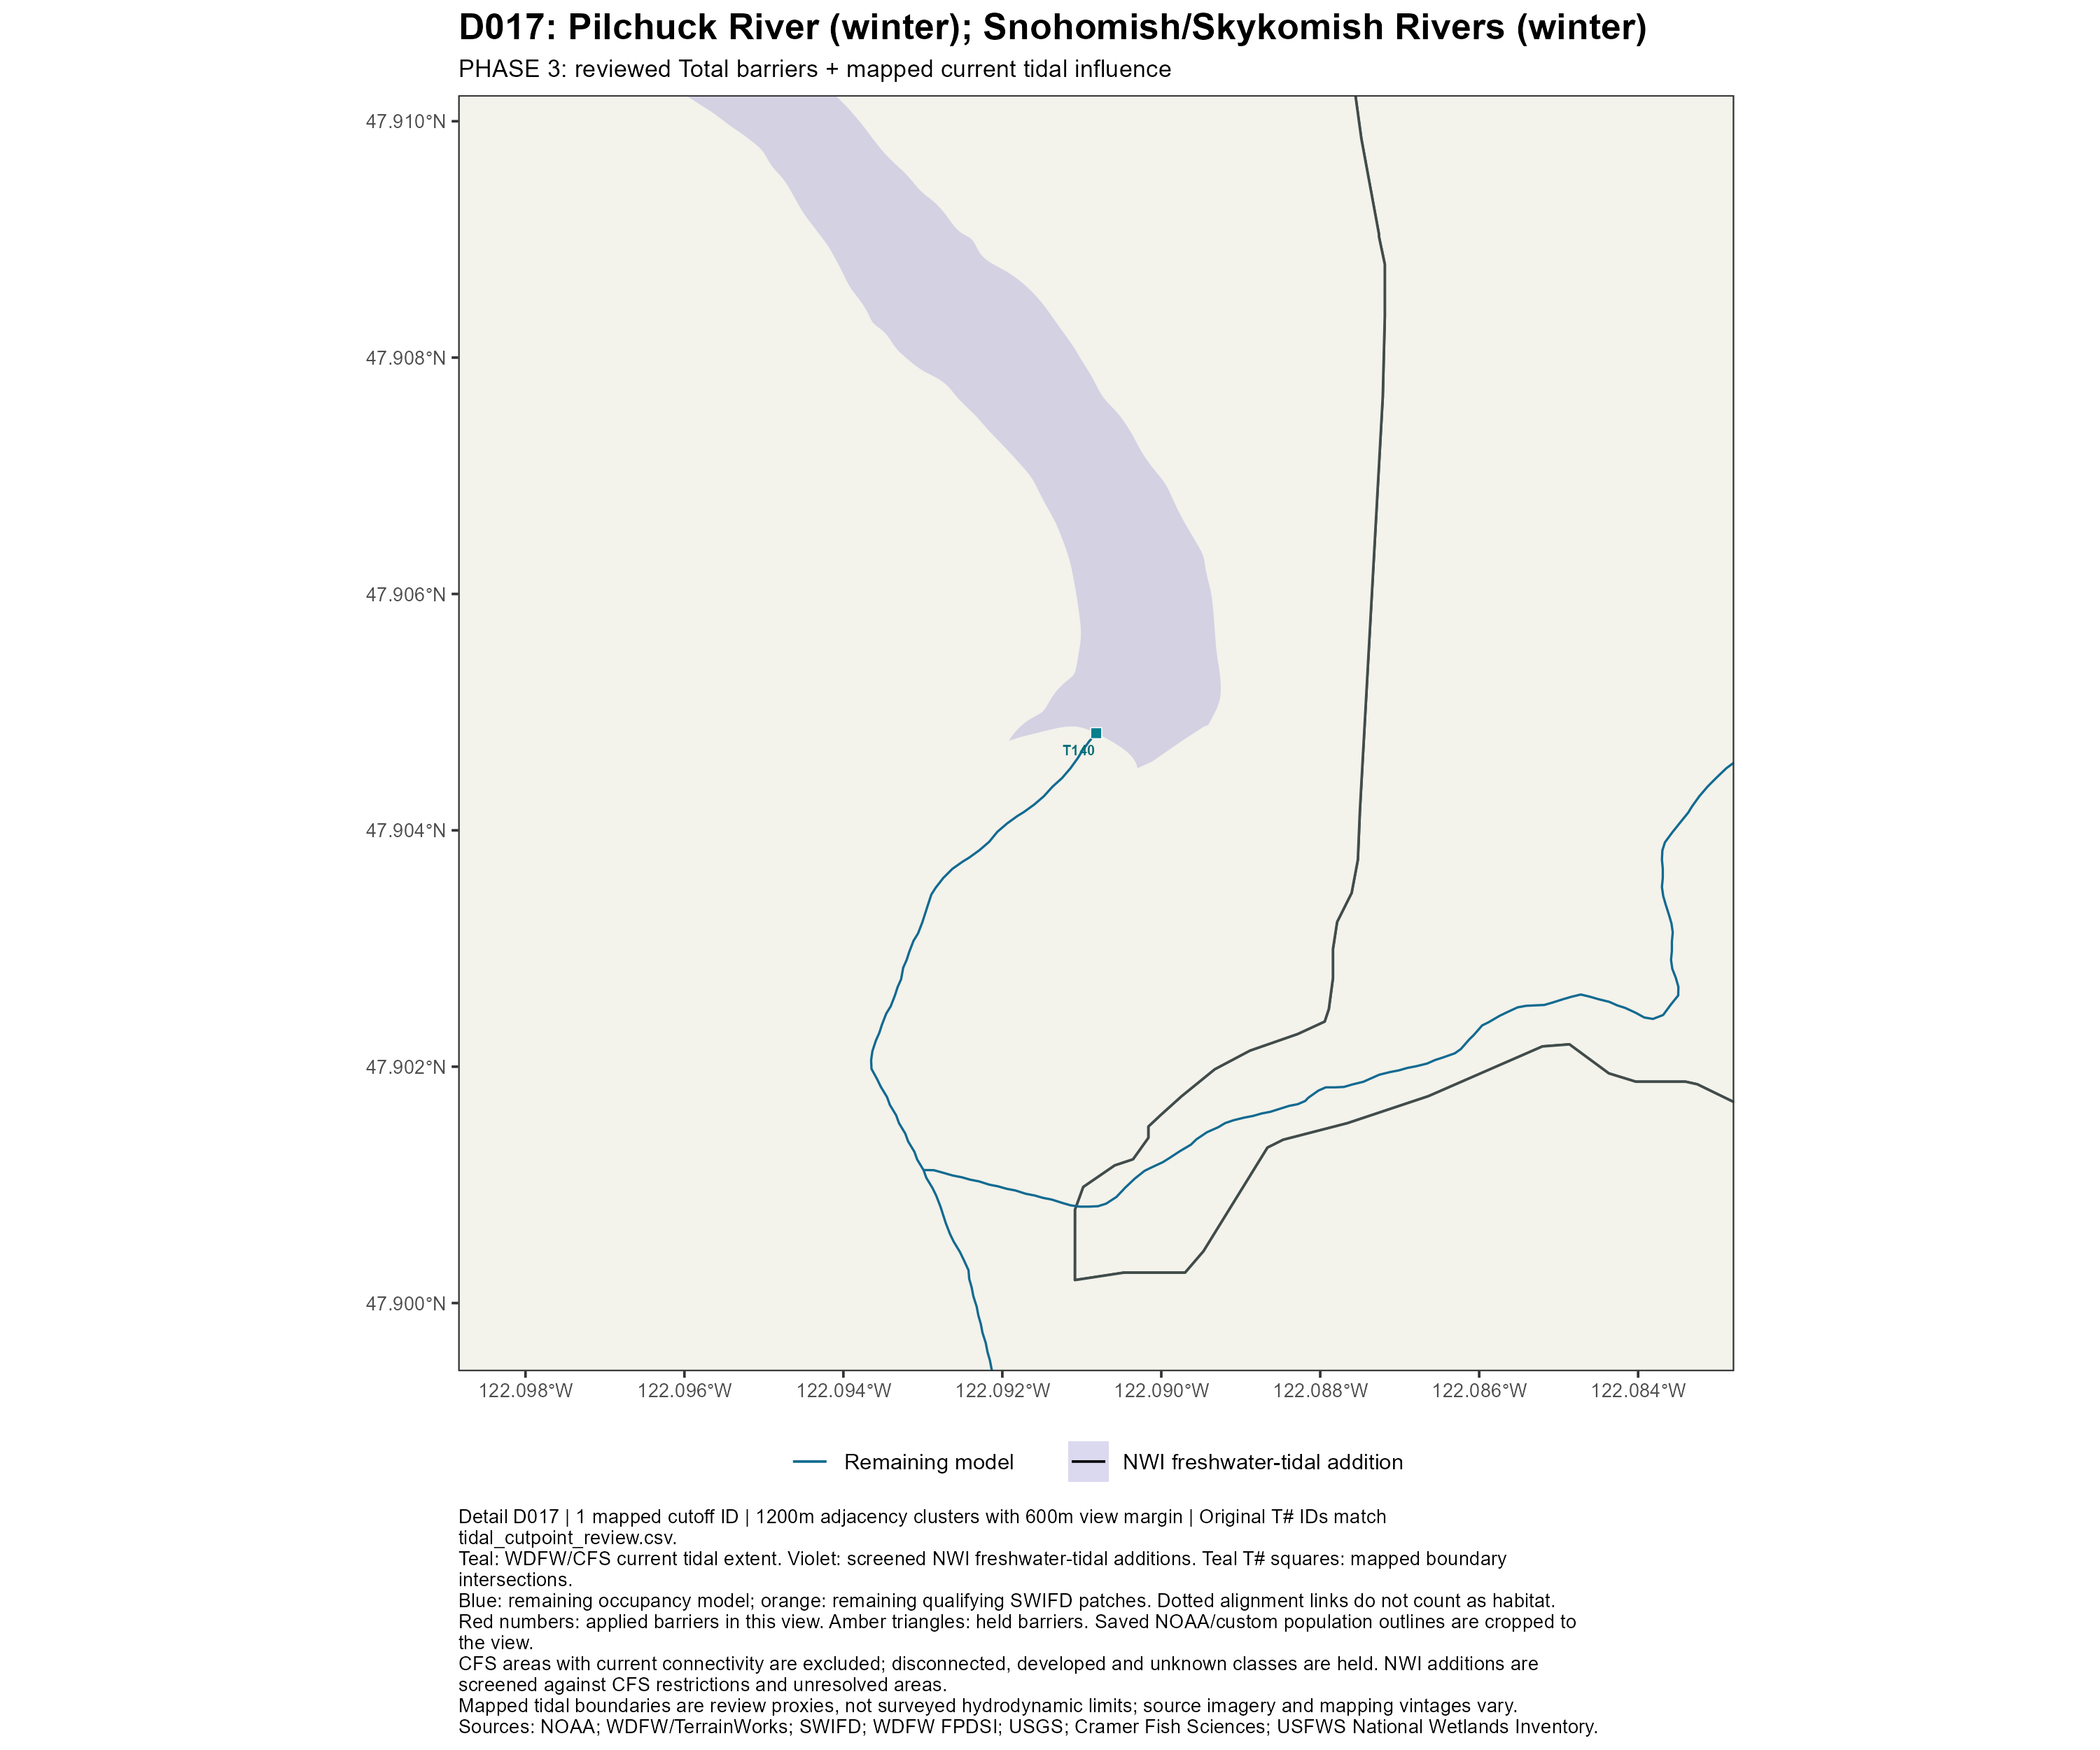 D017: Pilchuck River (winter); Snohomish/Skykomish Rivers (winter)
PHASE 3: reviewed Total barriers + mapped current tidal influence
47.910°N
47.908°N
47.906°N
47.904°N
47.902°N
47.900°N
T140
122.098°W
122.096°W
122.094°W
122.092°W
122.090°W
122.088°W
122.086°W
122.084°W
Remaining model
NWI freshwater-tidal addition
Detail D017 | 1 mapped cutoff ID | 1200m adjacency clusters with 600m view margin | Original T# IDs match
tidal_cutpoint_review.csv.
Teal: WDFW/CFS current tidal extent. Violet: screened NWI freshwater-tidal additions. Teal T# squares: mapped boundary
intersections.
Blue: remaining occupancy model; orange: remaining qualifying SWIFD patches. Dotted alignment links do not count as habitat.
Red numbers: applied barriers in this view. Amber triangles: held barriers. Saved NOAA/custom population outlines are cropped to
the view.
CFS areas with current connectivity are excluded; disconnected, developed and unknown classes are held. NWI additions are
screened against CFS restrictions and unresolved areas.
Mapped tidal boundaries are review proxies, not surveyed hydrodynamic limits; source imagery and mapping vintages vary.
Sources: NOAA; WDFW/TerrainWorks; SWIFD; WDFW FPDSI; USGS; Cramer Fish Sciences; USFWS National Wetlands Inventory.